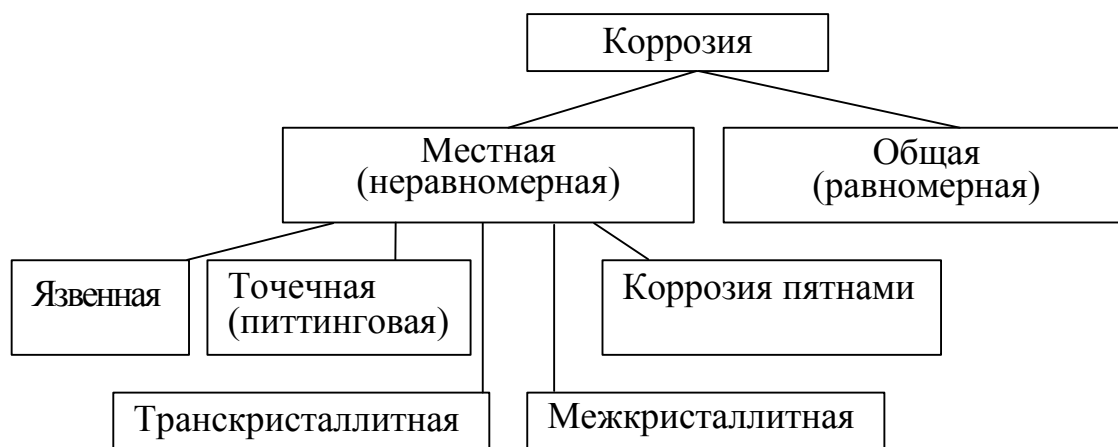 Коррозия
Местная
(неравномерная)
Общая
(равномерная)
Язвенная
Точечная
(питтинговая)
Коррозия пятнами
Транскристаллитная
Межкристаллитная